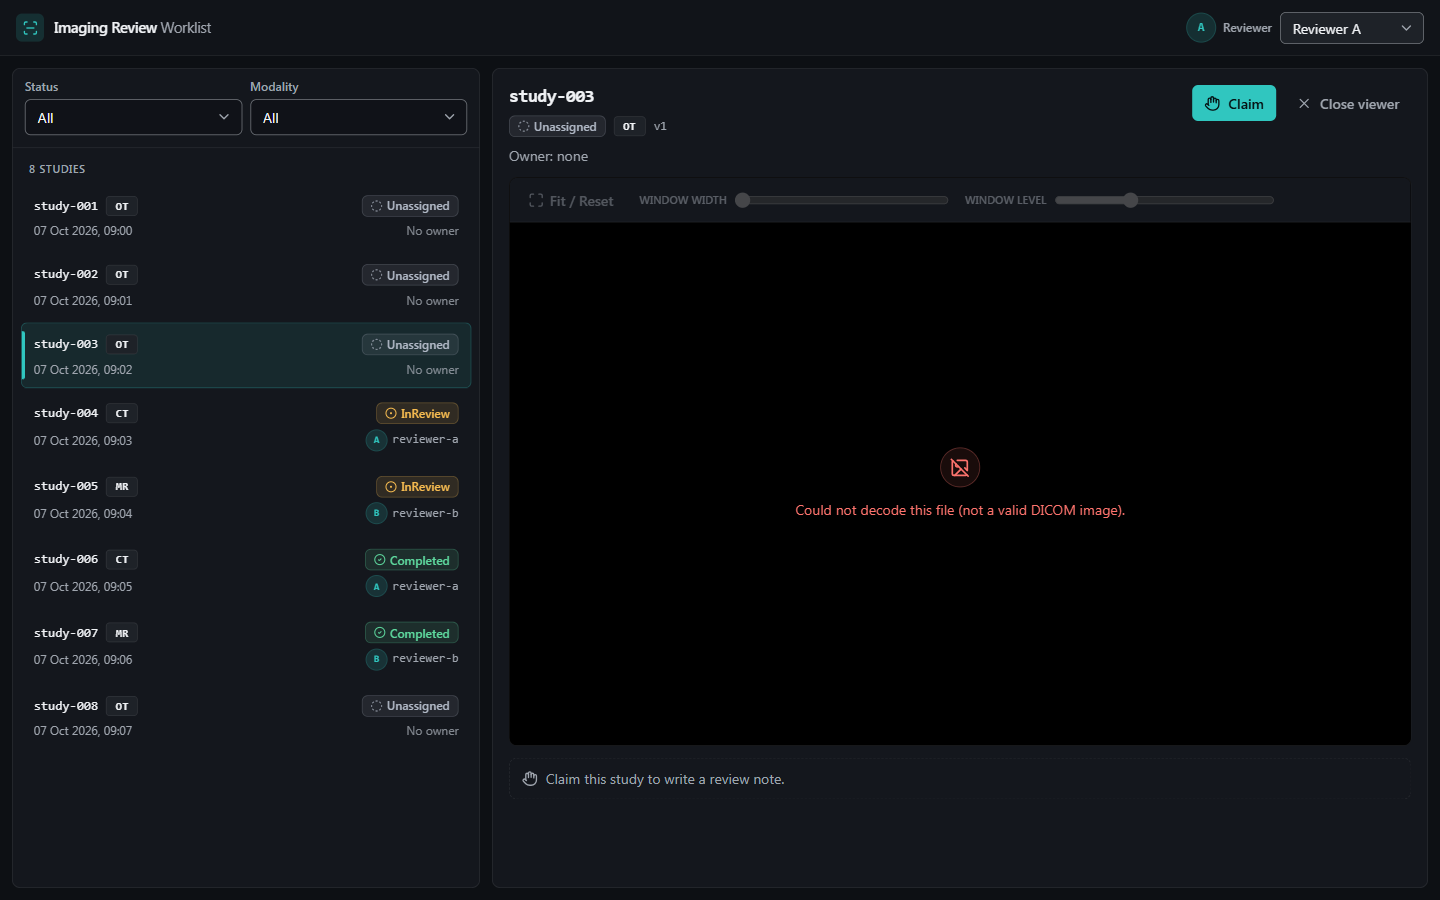 Imaging Review Worklist
A Reviewer Reviewer A
Status Modality
All All
8 STUDIES
study-001 OT Unassigned
07 Oct 2026, 09:00 No owner
study-002 OT Unassigned
07 Oct 2026, 09:01 No owner
study-003 OT Unassigned
07 Oct 2026, 09:02 No owner
study-004 CT InReview
07 Oct 2026, 09:03 A reviewer-a
study-005 MR InReview
07 Oct 2026, 09:04 B reviewer-b
study-006 CT Completed
07 Oct 2026, 09:05 A reviewer-a
study-007 MR Completed
07 Oct 2026, 09:06 B reviewer-b
study-008 OT Unassigned
07 Oct 2026, 09:07 No owner
study-003 Claim Close viewer
Unassigned OT v1
Owner: none
Fit / Reset WINDOW WIDTH WINDOW LEVEL
Could not decode this file (not a valid DICOM image).
Claim this study to write a review note.